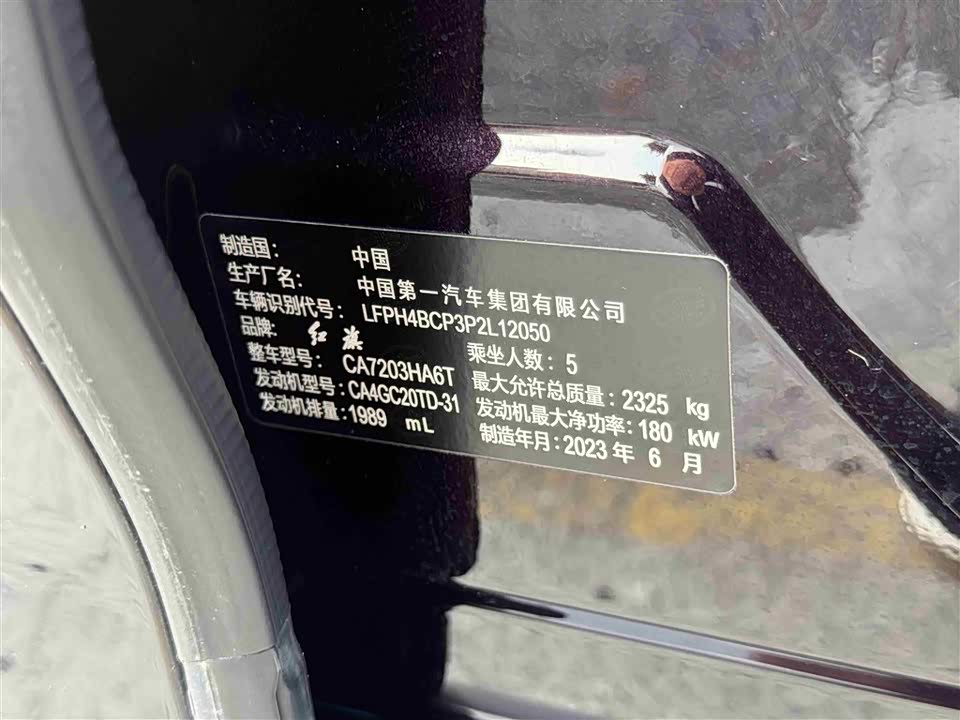 制造国： 中国
生产厂名： 中国第一汽车集团有限公司
车辆识别代号： LFPH4BCP3P2L12050
品牌： 红旗 乘坐人数：5
整车型号： CA7203HA6T 最大允许总质量：2325 kg
发动机型号：CA4GC20TD-31 发动机最大净功率：180 kW
发动机排量：1989 mL 制造年月：2023 年 6 月